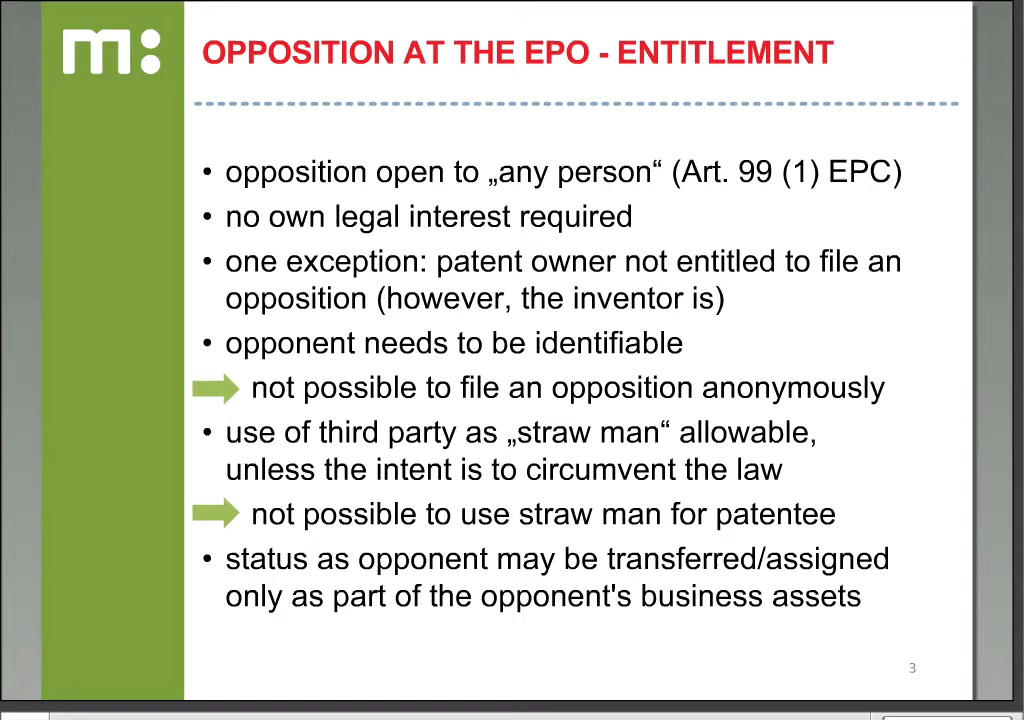 m:
OPPOSITION AT THE EPO - ENTITLEMENT
• opposition open to „any person“ (Art. 99 (1) EPC)
• no own legal interest required
• one exception: patent owner not entitled to file an
opposition (however, the inventor is)
• opponent needs to be identifiable
not possible to file an opposition anonymously
• use of third party as „straw man“ allowable,
unless the intent is to circumvent the law
not possible to use straw man for patentee
• status as opponent may be transferred/assigned
only as part of the opponent's business assets
3